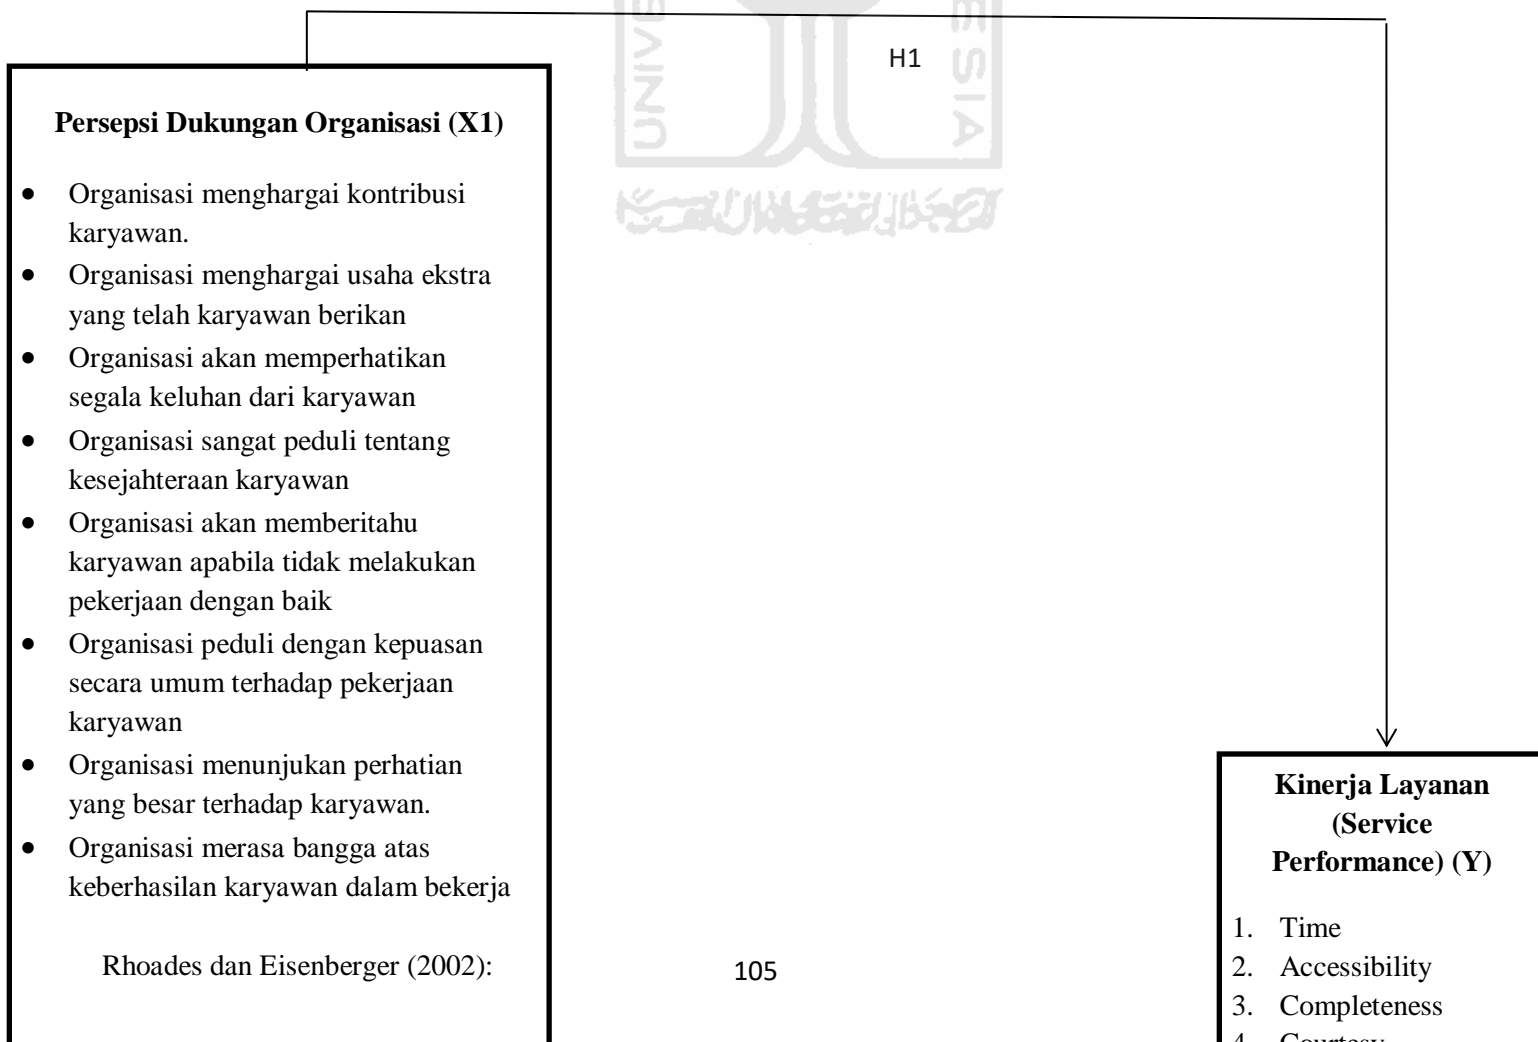 H1
Persepsi Dukungan Organisasi (X1)
• Organisasi menghargai kontribusi
karyawan.
• Organisasi menghargai usaha ekstra
yang telah karyawan berikan
• Organisasi akan memperhatikan
segala keluhan dari karyawan
• Organisasi sangat peduli tentang
kesejahteraan karyawan
• Organisasi akan memberitahu
karyawan apabila tidak melakukan
pekerjaan dengan baik
• Organisasi peduli dengan kepuasan
secara umum terhadap pekerjaan
karyawan
• Organisasi menunjukan perhatian
yang besar terhadap karyawan.
• Organisasi merasa bangga atas
keberhasilan karyawan dalam bekerja
Rhoades dan Eisenberger (2002):
Kinerja Layanan
(Service
Performance) (Y)
1. Time
2. Accessibility
3. Completeness
4. Courtesy
105